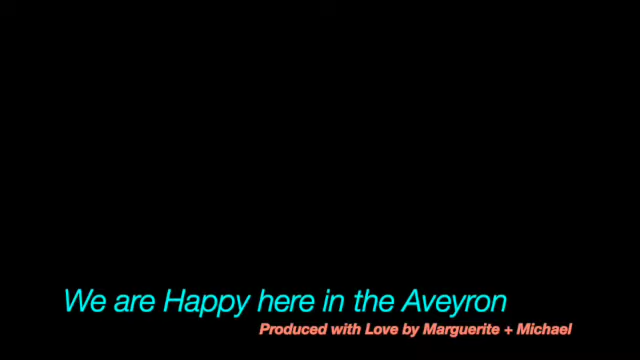 We are Happy here in the Aveyron
Produced with Love by Marguerite + Michael